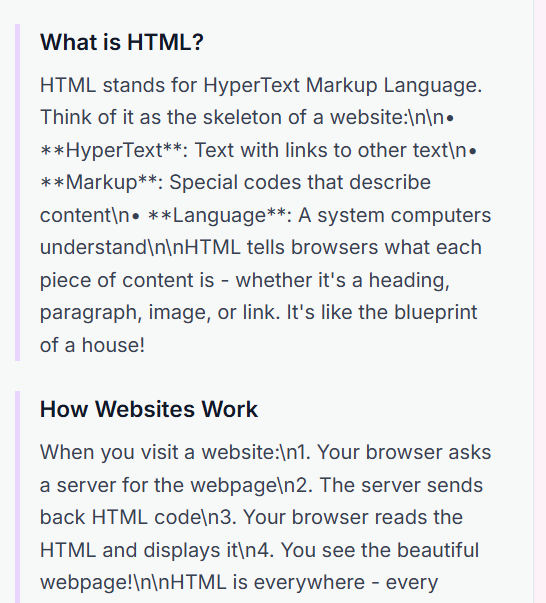 What is HTML?
HTML stands for HyperText Markup Language.
Think of it as the skeleton of a website:\n\n•
**HyperText**: Text with links to other text\n•
**Markup**: Special codes that describe
content\n• **Language**: A system computers
understand\n\nHTML tells browsers what each
piece of content is - whether it's a heading,
paragraph, image, or link. It's like the blueprint
of a house!
How Websites Work
When you visit a website:\n1. Your browser asks
a server for the webpage\n2. The server sends
back HTML code\n3. Your browser reads the
HTML and displays it\n4. You see the beautiful
webpage!\n\nHTML is everywhere - every